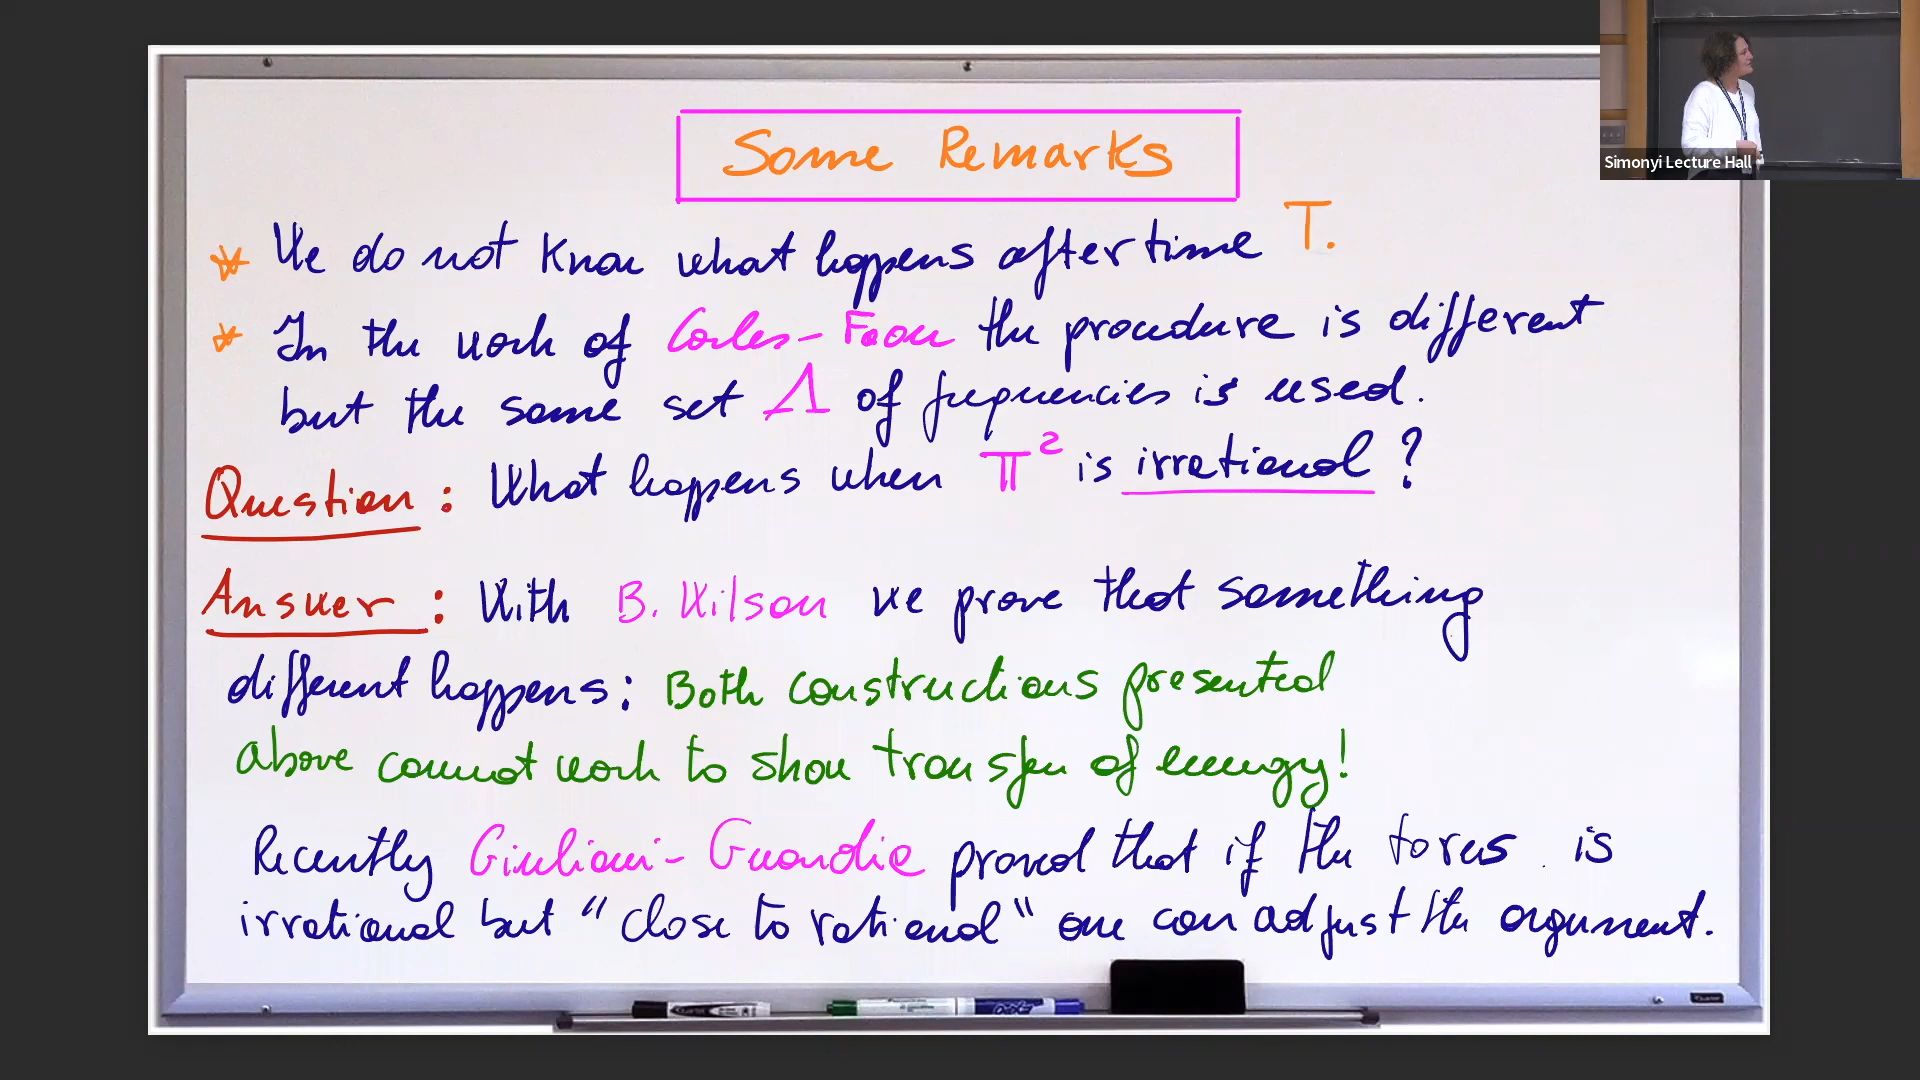 Some Remarks
Simonyi Lecture Hall
* We do not know what happens after time T.
* In the work of Carles-Faou the procedure is different
but the same set Λ of frequencies is used.
Question: What happens when 𝕋² is irrational?
Answer: With B. Wilson we prove that something
different happens: Both constructions presented
above cannot work to show transfer of energy!
Recently Giuliani-Guardia proved that if the torus is
irrational but "close to rational" one can adjust the argument.